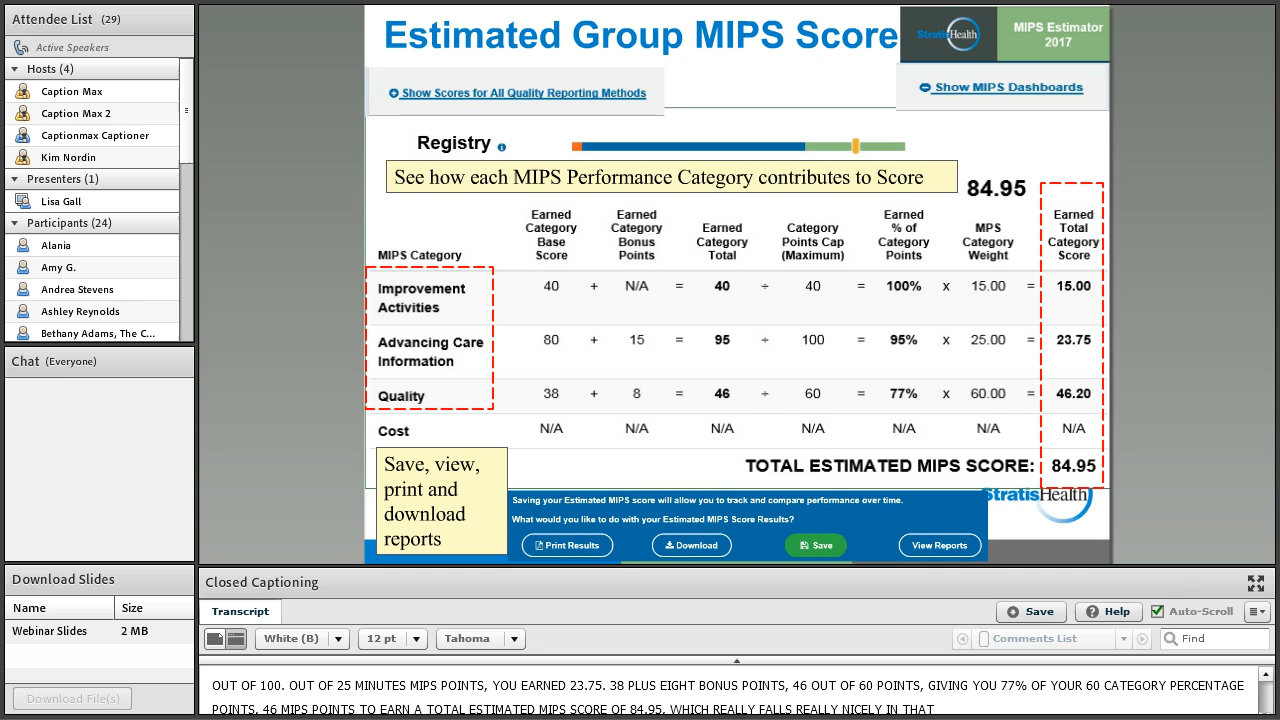 Attendee List (29)
Active Speakers
Hosts (4)
Caption Max
Caption Max 2
Captionmax Captioner
Kim Nordin
Presenters (1)
Lisa Gall
Participants (24)
Alania
Amy G.
Andrea Stevens
Ashley Reynolds
Bethany Adams, The C...
Chat (Everyone)
Download Slides
Name Size
Webinar Slides 2 MB
Download File(s)
Estimated Group MIPS Score
StratisHealth
MIPS Estimator
2017
Show Scores for All Quality Reporting Methods
Show MIPS Dashboards
Registry
See how each MIPS Performance Category contributes to Score
84.95
MIPS Category
Earned Category Base Score
Earned Category Bonus Points
Earned Category Total
Category Points Cap (Maximum)
Earned % of Category Points
MPS Category Weight
Earned Total Category Score
Improvement Activities 40 + N/A = 40 ÷ 40 = 100% x 15.00 = 15.00
Advancing Care Information 80 + 15 = 95 ÷ 100 = 95% x 25.00 = 23.75
Quality 38 + 8 = 46 ÷ 60 = 77% x 60.00 = 46.20
Cost N/A N/A N/A N/A N/A N/A N/A
TOTAL ESTIMATED MIPS SCORE: 84.95
Save, view,
print and
download
reports
StratisHealth
Saving your Estimated MIPS score will allow you to track and compare performance over time.
What would you like to do with your Estimated MIPS Score Results?
Print Results Download Save View Reports
Closed Captioning
Transcript Save Help Auto-Scroll
White (B) 12 pt Tahoma Comments List Find
OUT OF 100. OUT OF 25 MINUTES MIPS POINTS, YOU EARNED 23.75. 38 PLUS EIGHT BONUS POINTS, 46 OUT OF 60 POINTS, GIVING YOU 77% OF YOUR 60 CATEGORY PERCENTAGE
POINTS, 46 MIPS POINTS TO EARN A TOTAL ESTIMATED MIPS SCORE OF 84.95, WHICH REALLY FALLS REALLY NICELY IN THAT